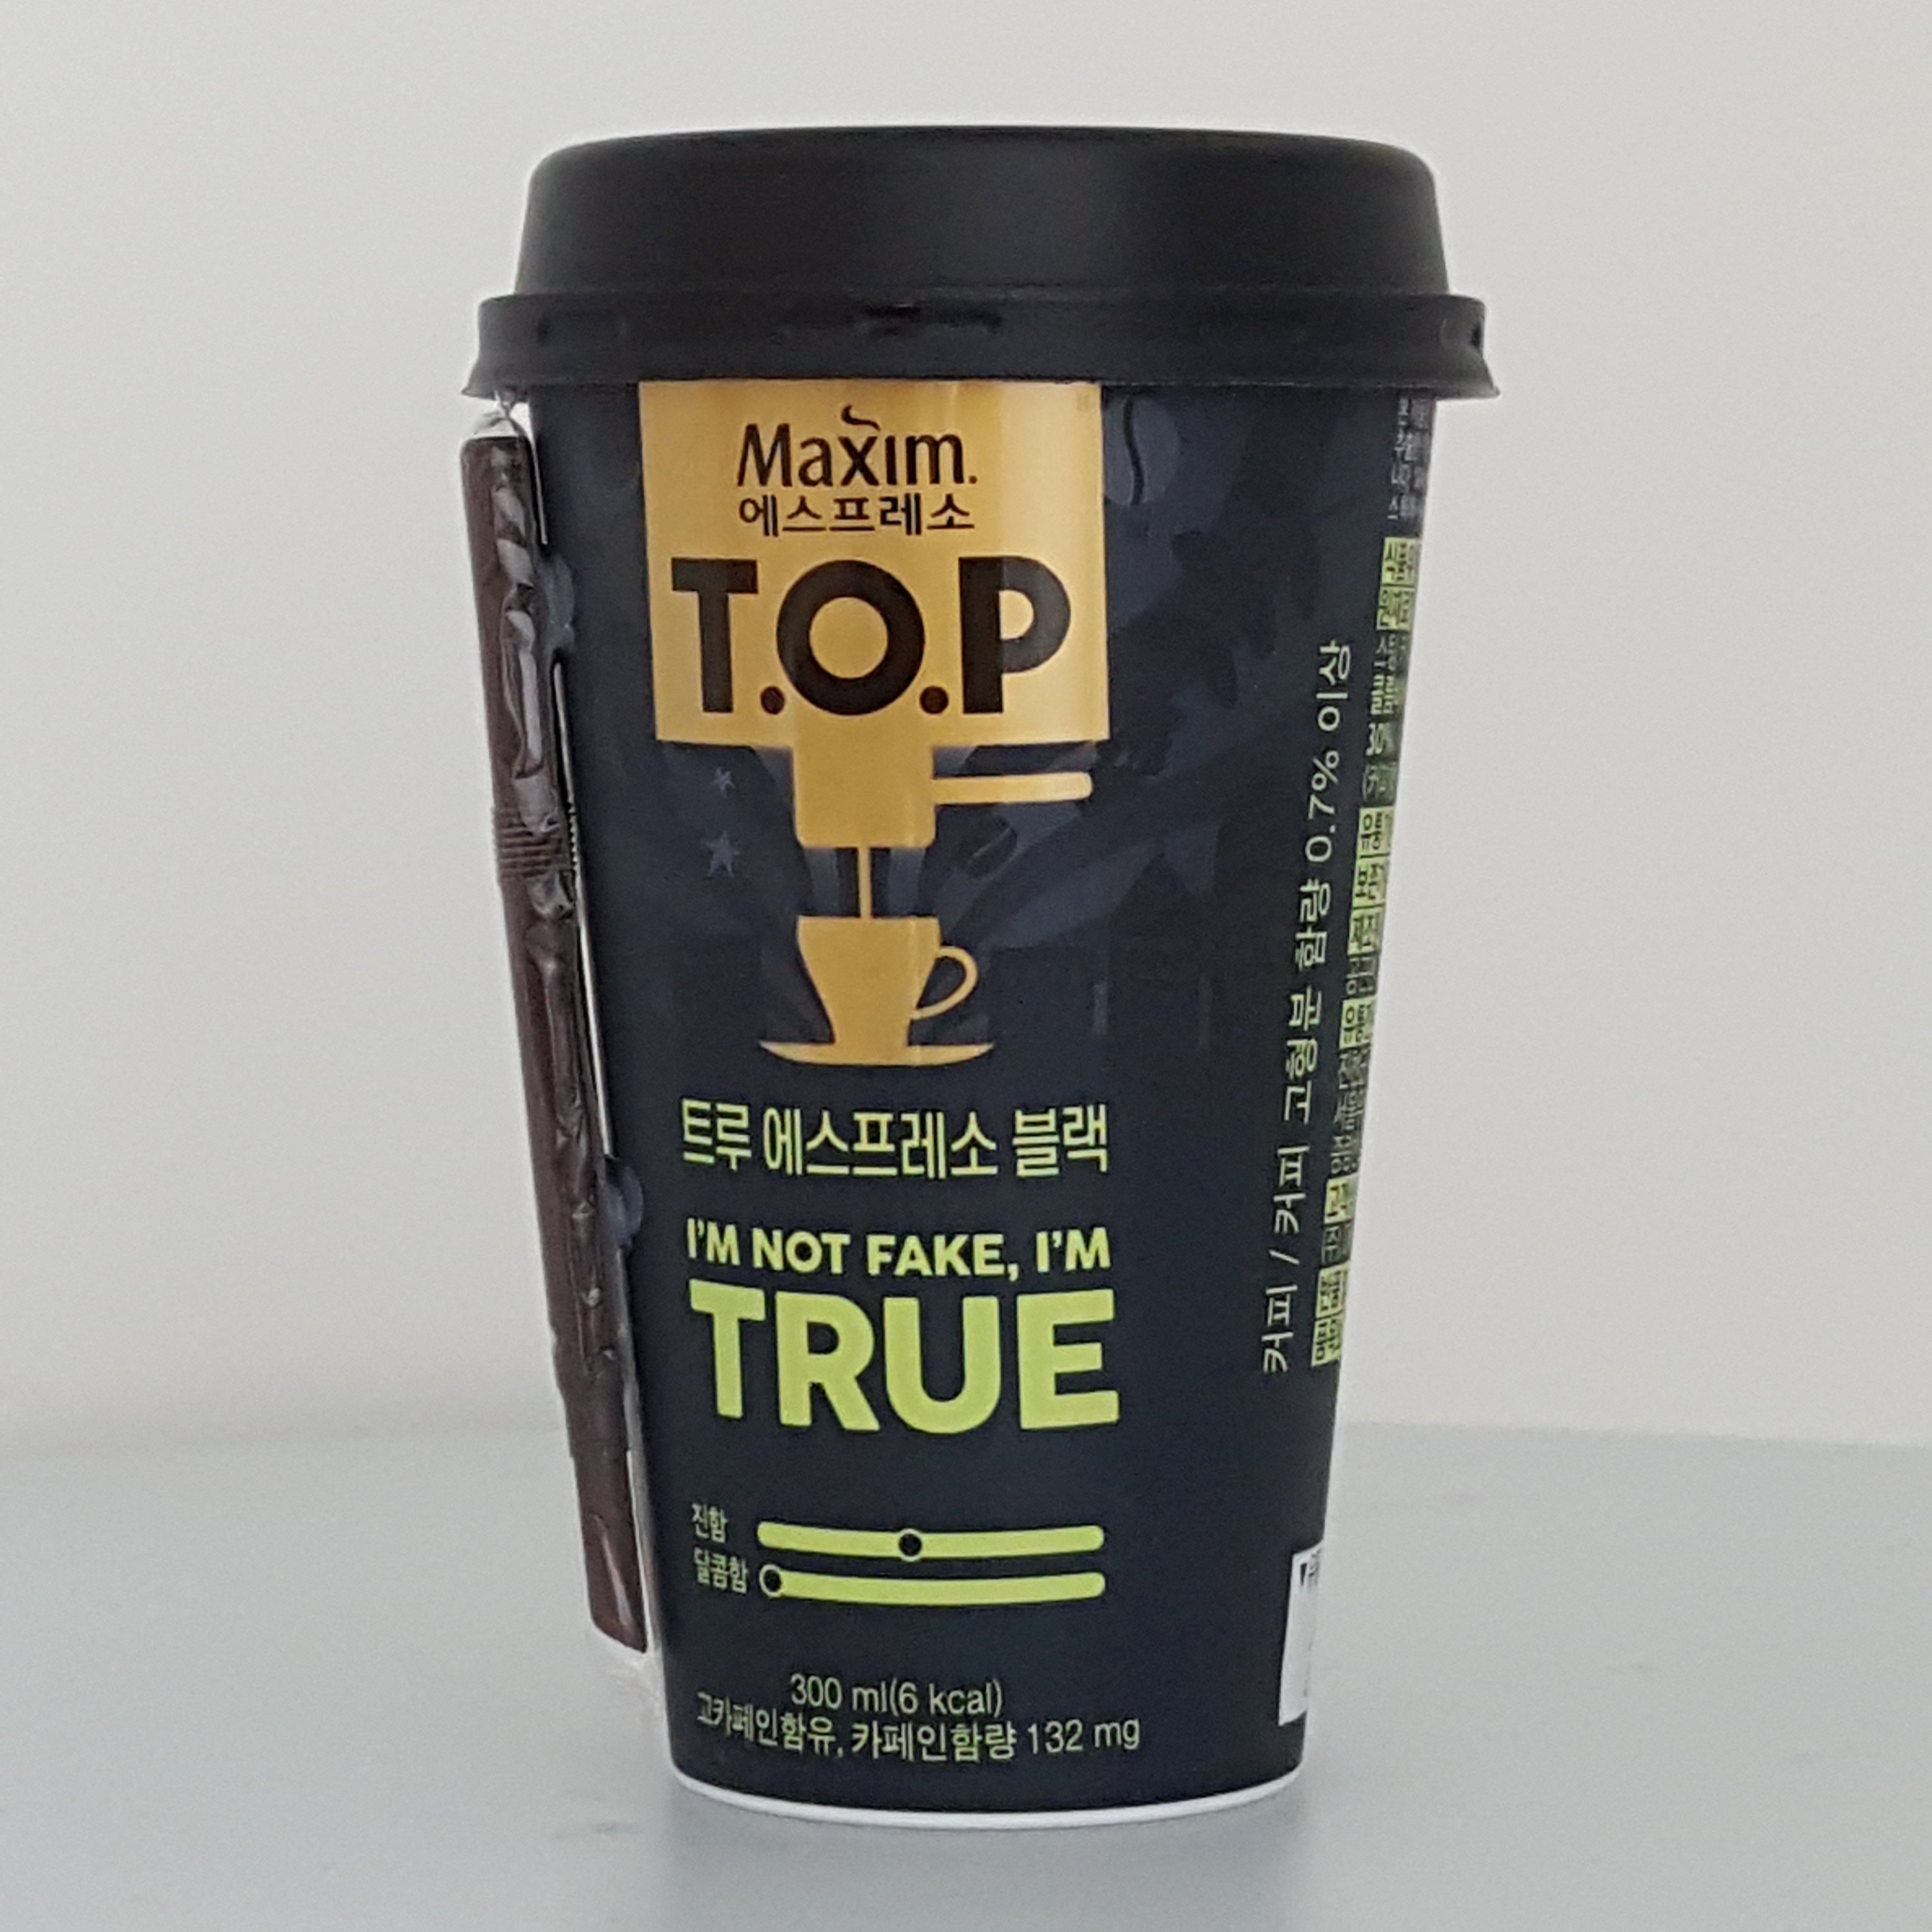 Maxim.
에스프레소
T.O.P
트루 에스프레소 블랙
I'M NOT FAKE, I'M
TRUE
진함
달콤함
300 ml(6 kcal)
고카페인함유, 카페인함량 132 mg
커피 / 커피 고형분 함량 0.7% 이상